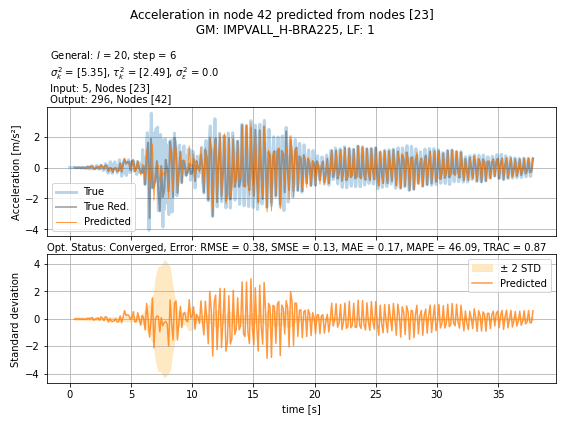 Acceleration in node 42 predicted from nodes [23]
GM: IMPVALL_H-BRA225, LF: 1
General: l = 20, step = 6
σ²ₖ = [5.35], τ²ₖ = [2.49], σ²ε = 0.0
Input: 5, Nodes [23]
Output: 296, Nodes [42]
Acceleration [m/s²]
2
0
−2
−4
True
True Red.
Predicted
Opt. Status: Converged, Error: RMSE = 0.38, SMSE = 0.13, MAE = 0.17, MAPE = 46.09, TRAC = 0.87
Standard deviation
4
2
0
−2
−4
± 2 STD
Predicted
0 5 10 15 20 25 30 35
time [s]